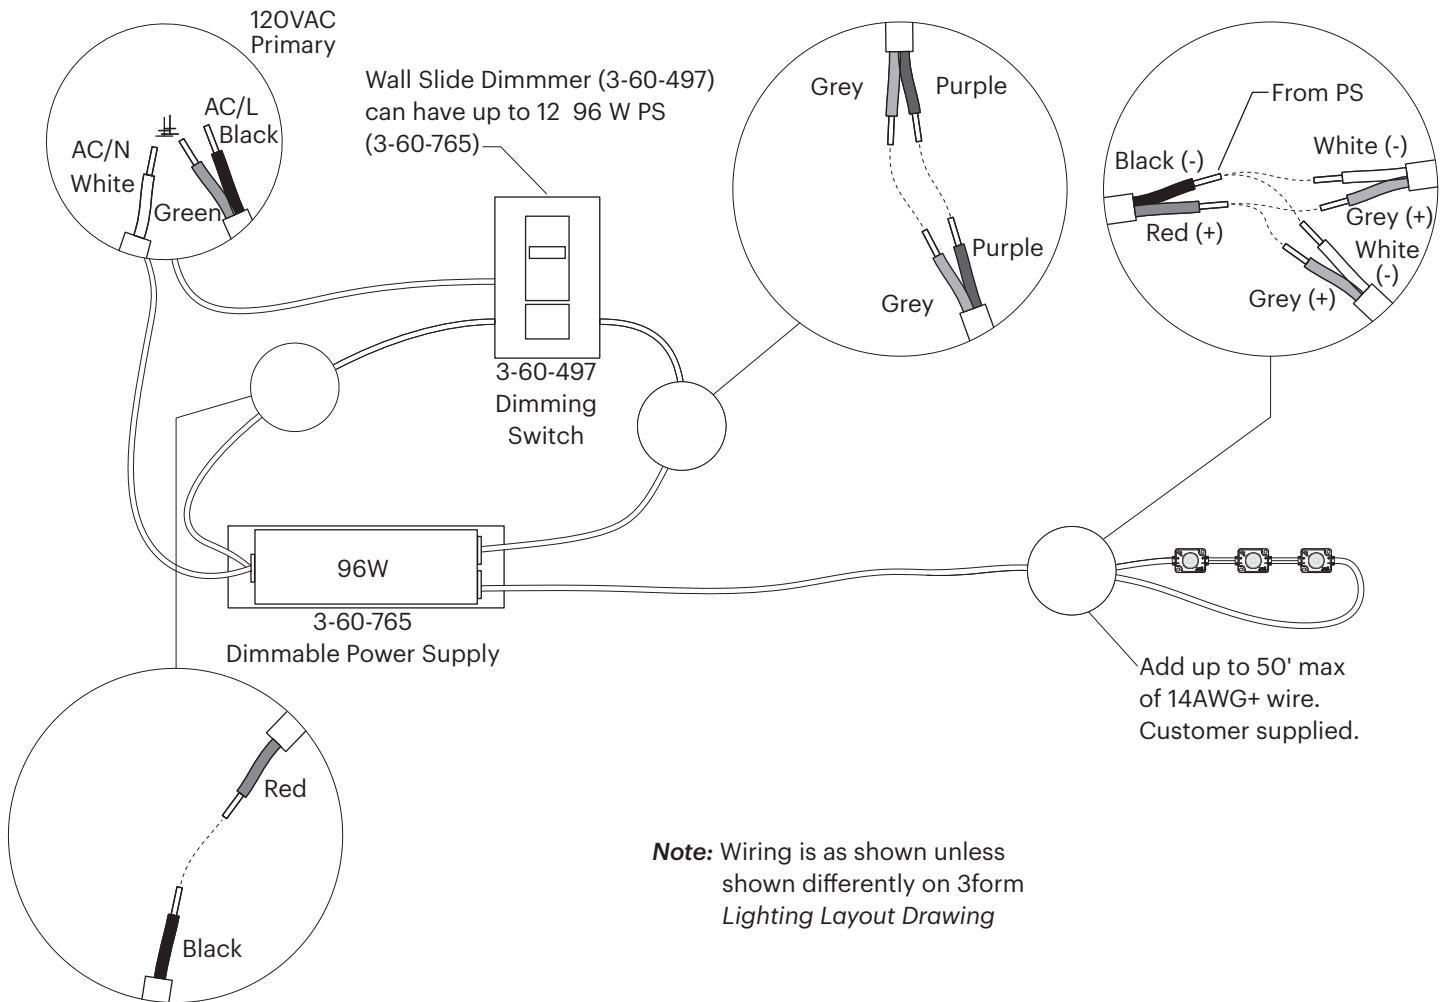 120VAC
Primary
AC/L
Black
AC/N
White
Green
Wall Slide Dimmmer (3-60-497)
can have up to 12  96 W PS
(3-60-765)
Grey
Purple
Purple
Grey
From PS
Black (-)
White (-)
Red (+)
Grey (+)
White
(-)
Grey (+)
3-60-497
Dimming
Switch
96W
3-60-765
Dimmable Power Supply
Add up to 50' max
of 14AWG+ wire.
Customer supplied.
Red
Black
Note: Wiring is as shown unless
shown differently on 3form
Lighting Layout Drawing